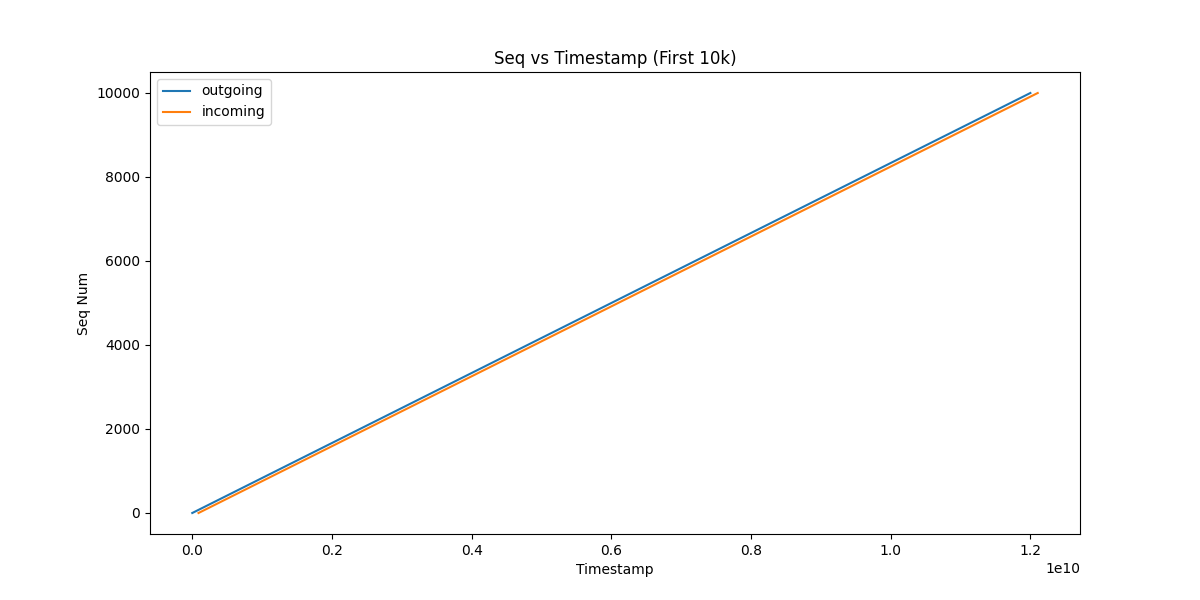 Seq vs Timestamp (First 10k)
outgoing
incoming
10000
8000
6000
4000
2000
0
Seq Num
0.0 0.2 0.4 0.6 0.8 1.0 1.2
1e10
Timestamp